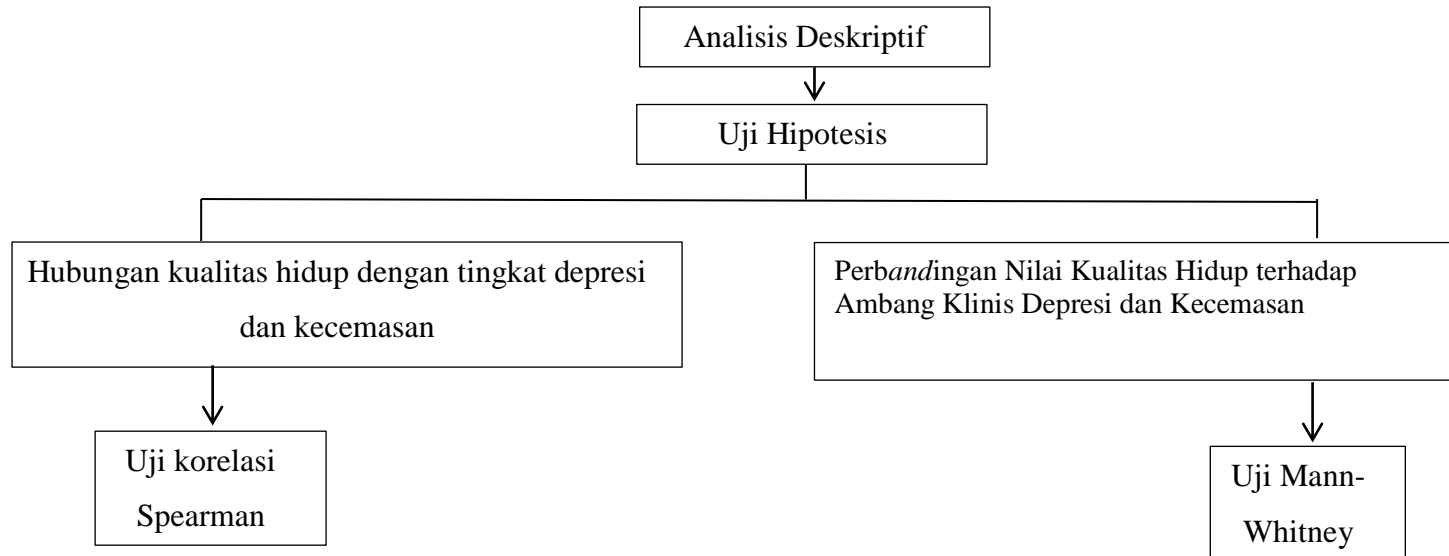 Analisis Deskriptif
Uji Hipotesis
Hubungan kualitas hidup dengan tingkat depresi
dan kecemasan
Perbandingan Nilai Kualitas Hidup terhadap
Ambang Klinis Depresi dan Kecemasan
Uji korelasi
Spearman
Uji Mann-
Whitney